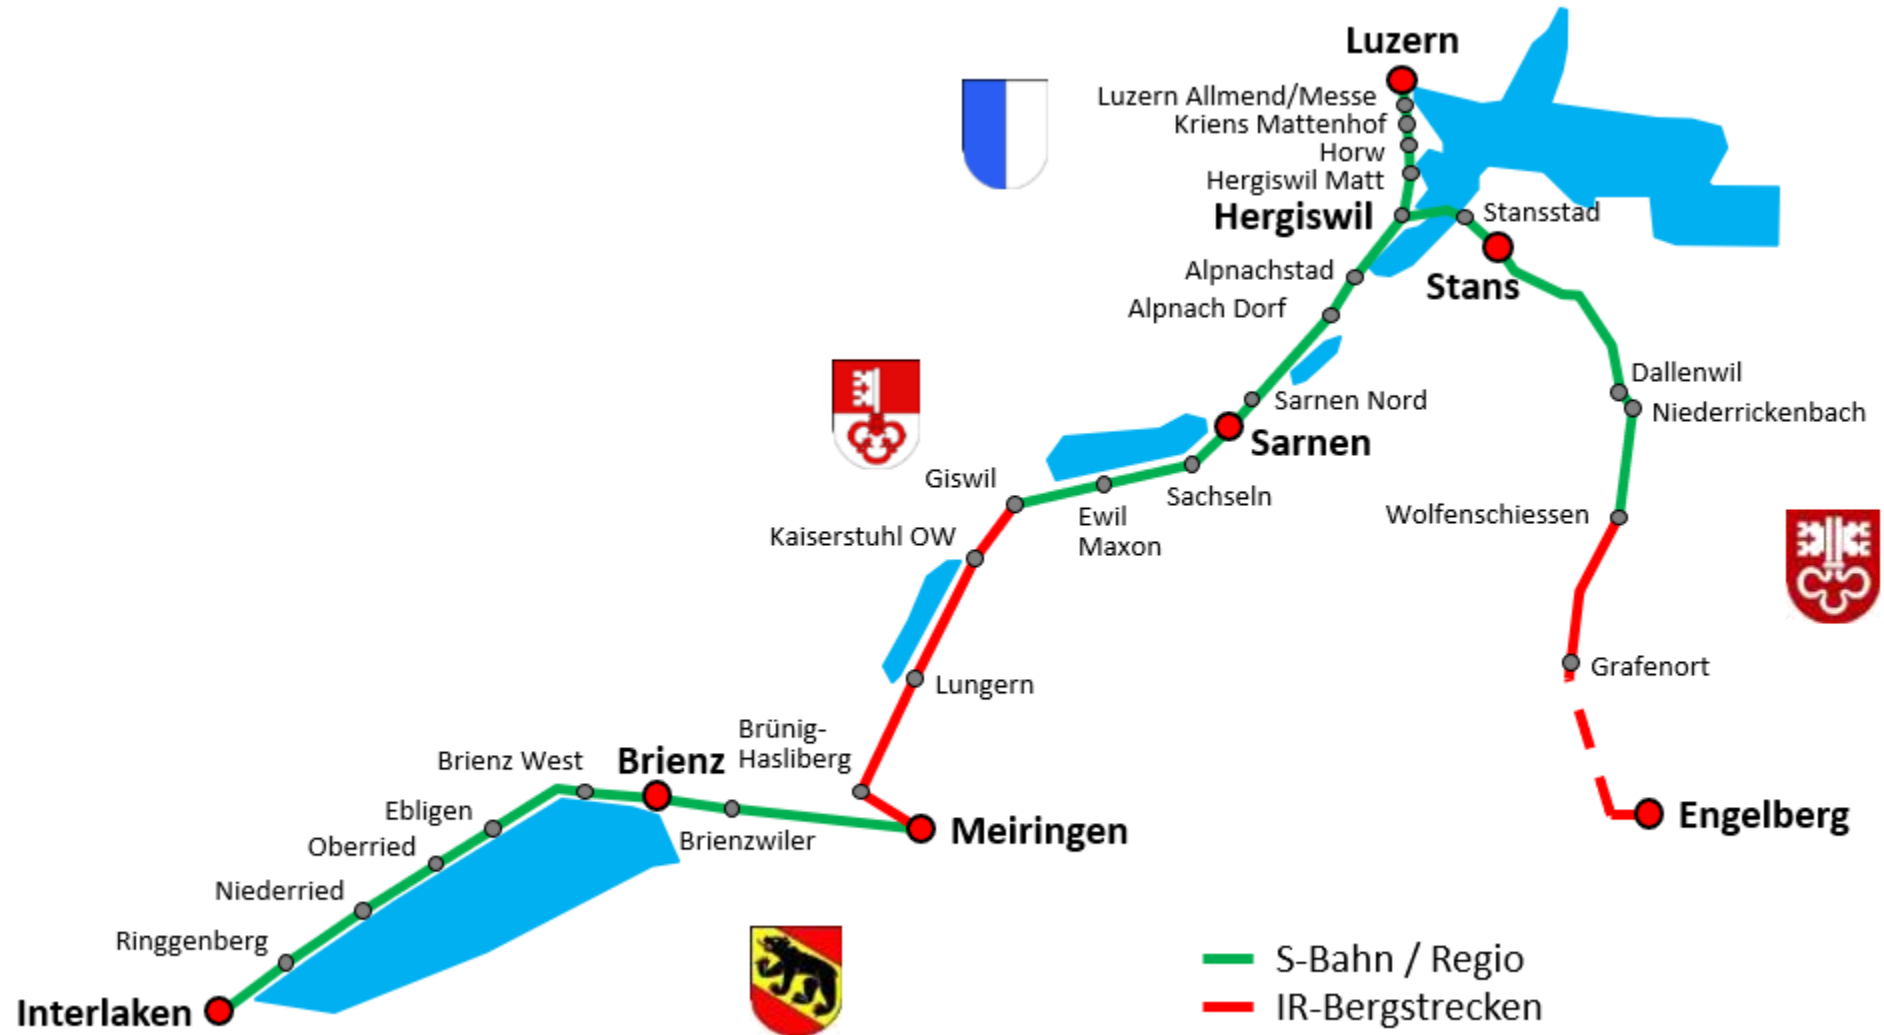 Luzern
Luzern Allmend/Messe
Kriens Mattenhof
Horw
Hergiswil Matt
Hergiswil
Stansstad
Alpnachstad
Stans
Alpnach Dorf
Dallenwil
Sarnen Nord
Niederrickenbach
Sarnen
Giswil
Sachseln
Ewil
Maxon
Wolfenschiessen
Kaiserstuhl OW
Grafenort
Lungern
Brünig-
Hasliberg
Brienz West
Brienz
Ebligen
Engelberg
Meiringen
Brienzwiler
Oberried
Niederried
Ringgenberg
Interlaken
S-Bahn / Regio
IR-Bergstrecken